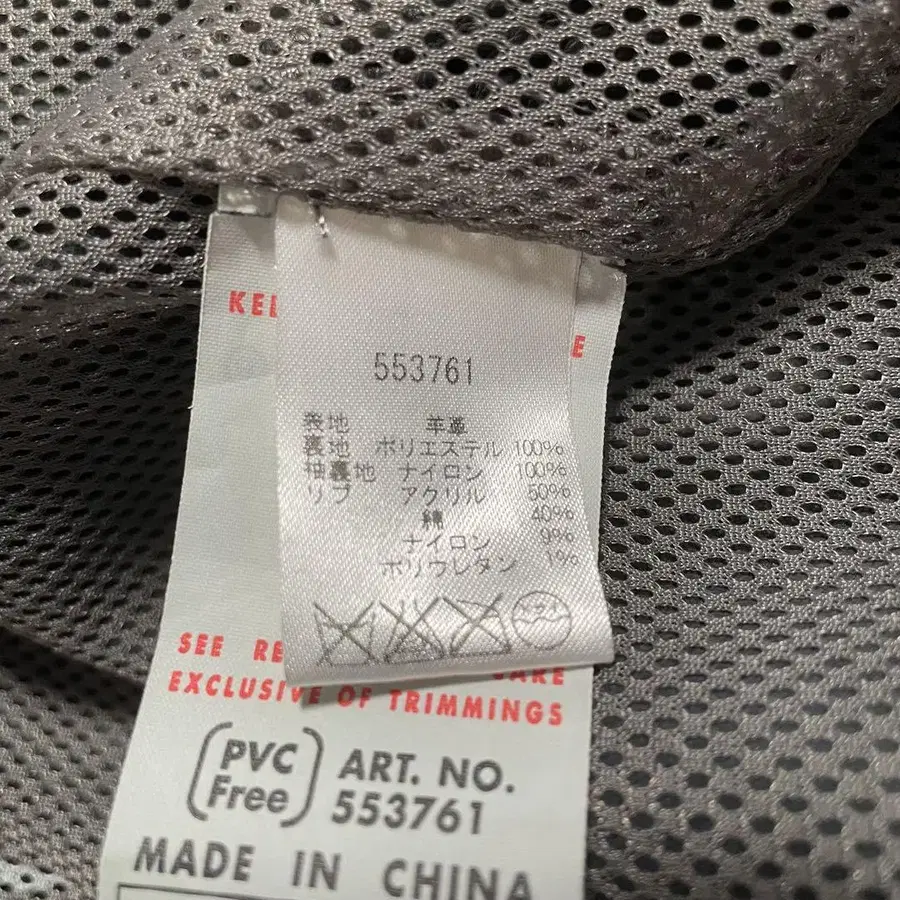 553761
表地 羊革
裏地 ポリエステル 100%
袖裏地 ナイロン 100%
リブ アクリル 50%
綿 40%
ナイロン 9%
ポリウレタン 1%
SEE
EXCLUSIVE OF TRIMMINGS
PVC Free
ART. NO.
553761
MADE IN CHINA